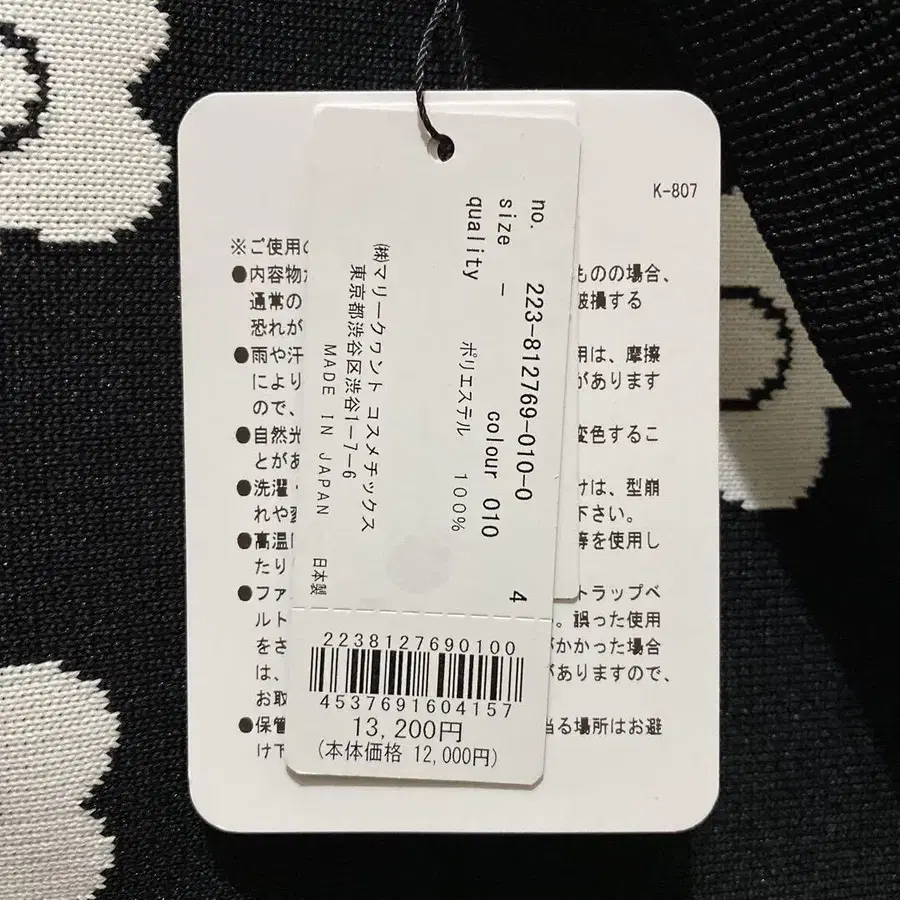 no. 223-812769-010-0
size - colour 010
quality ポリエステル 100%
4
㈱マリークヮント コスメチックス
東京都渋谷区渋谷1-7-6
MADE IN JAPAN 日本製
2238127690100
4537691604157
13,200円
(本体価格 12,000円)
K-807
※ご使用の
●内容物が ものの場合、
通常の 破損する
恐れが
●雨や汗 用は、摩擦
により があります
ので、
●自然光 変色するこ
とがあ
●洗濯・ けは、型崩
れや変 下さい。
●高温 等を使用し
たり
●ファ トラップベ
ルト 。誤った使用
をさ がかかった場合
は、 がありますので、
お取
●保管 当る場所はお避
け下